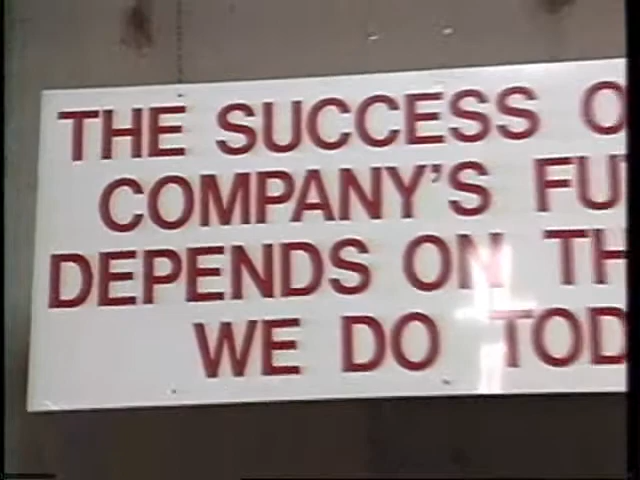 THE SUCCESS O
COMPANY'S FU
DEPENDS ON TH
WE DO TOD